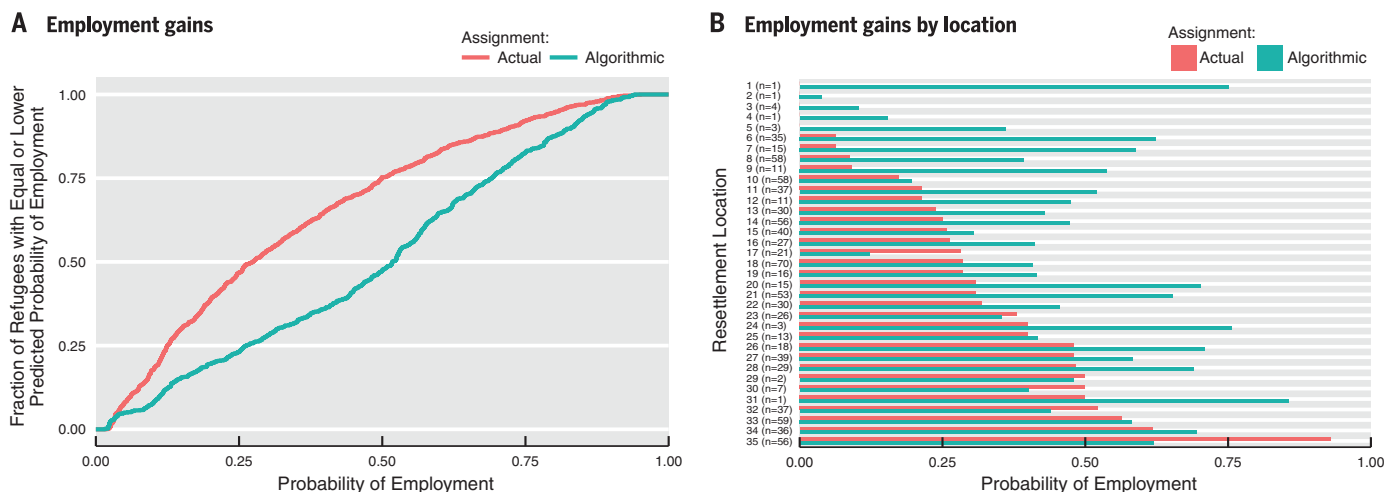 A Employment gains
Assignment:
Actual Algorithmic
Fraction of Refugees with Equal or Lower
Predicted Probability of Employment
1.00
0.75
0.50
0.25
0.00
0.00 0.25 0.50 0.75 1.00
Probability of Employment
B Employment gains by location
Assignment:
Actual Algorithmic
Resettlement Location
1 (n=1)
2 (n=1)
3 (n=4)
4 (n=1)
5 (n=3)
6 (n=35)
7 (n=15)
8 (n=58)
9 (n=11)
10 (n=58)
11 (n=37)
12 (n=11)
13 (n=30)
14 (n=56)
15 (n=40)
16 (n=27)
17 (n=21)
18 (n=70)
19 (n=16)
20 (n=15)
21 (n=53)
22 (n=30)
23 (n=26)
24 (n=3)
25 (n=13)
26 (n=18)
27 (n=39)
28 (n=29)
29 (n=2)
30 (n=7)
31 (n=1)
32 (n=37)
33 (n=59)
34 (n=36)
35 (n=56)
0.00 0.25 0.50 0.75 1.00
Probability of Employment